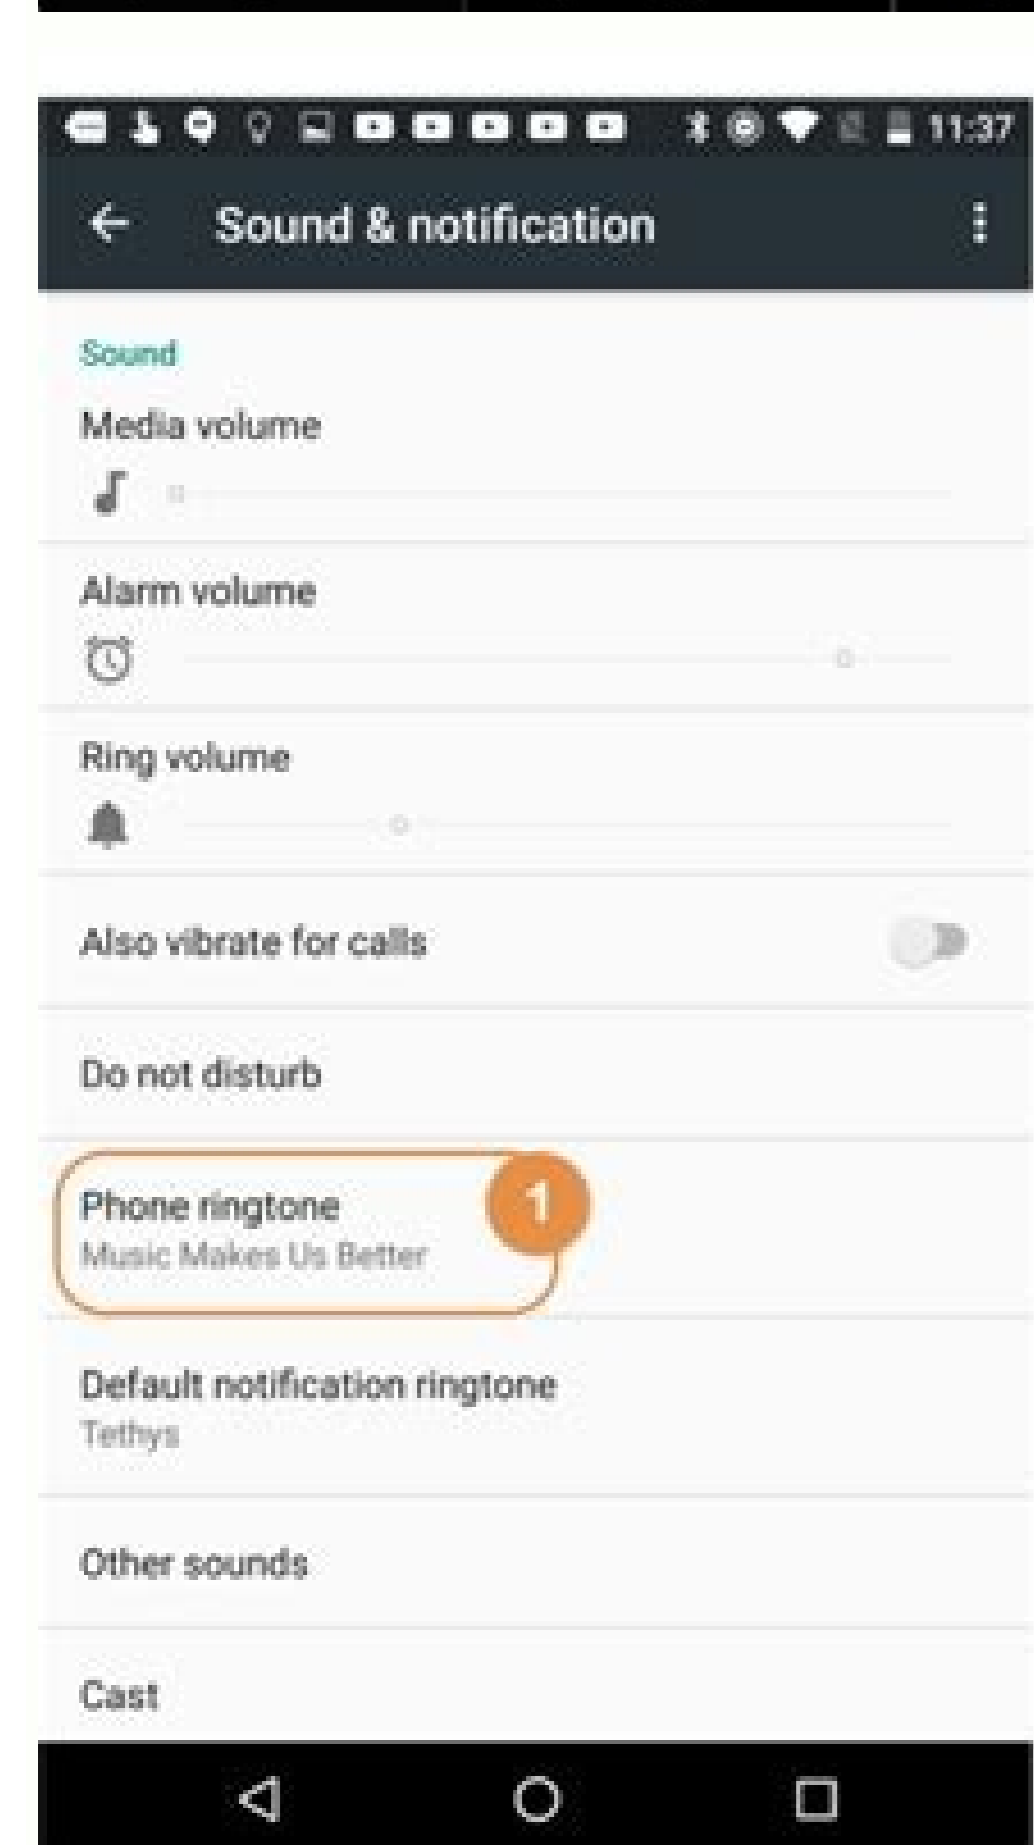 11:37
Sound & notification
Sound
Media volume
Alarm volume
Ring volume
Also vibrate for calls
Do not disturb
Phone ringtone
1
Music Makes Us Better
Default notification ringtone
Tethys
Other sounds
Cast